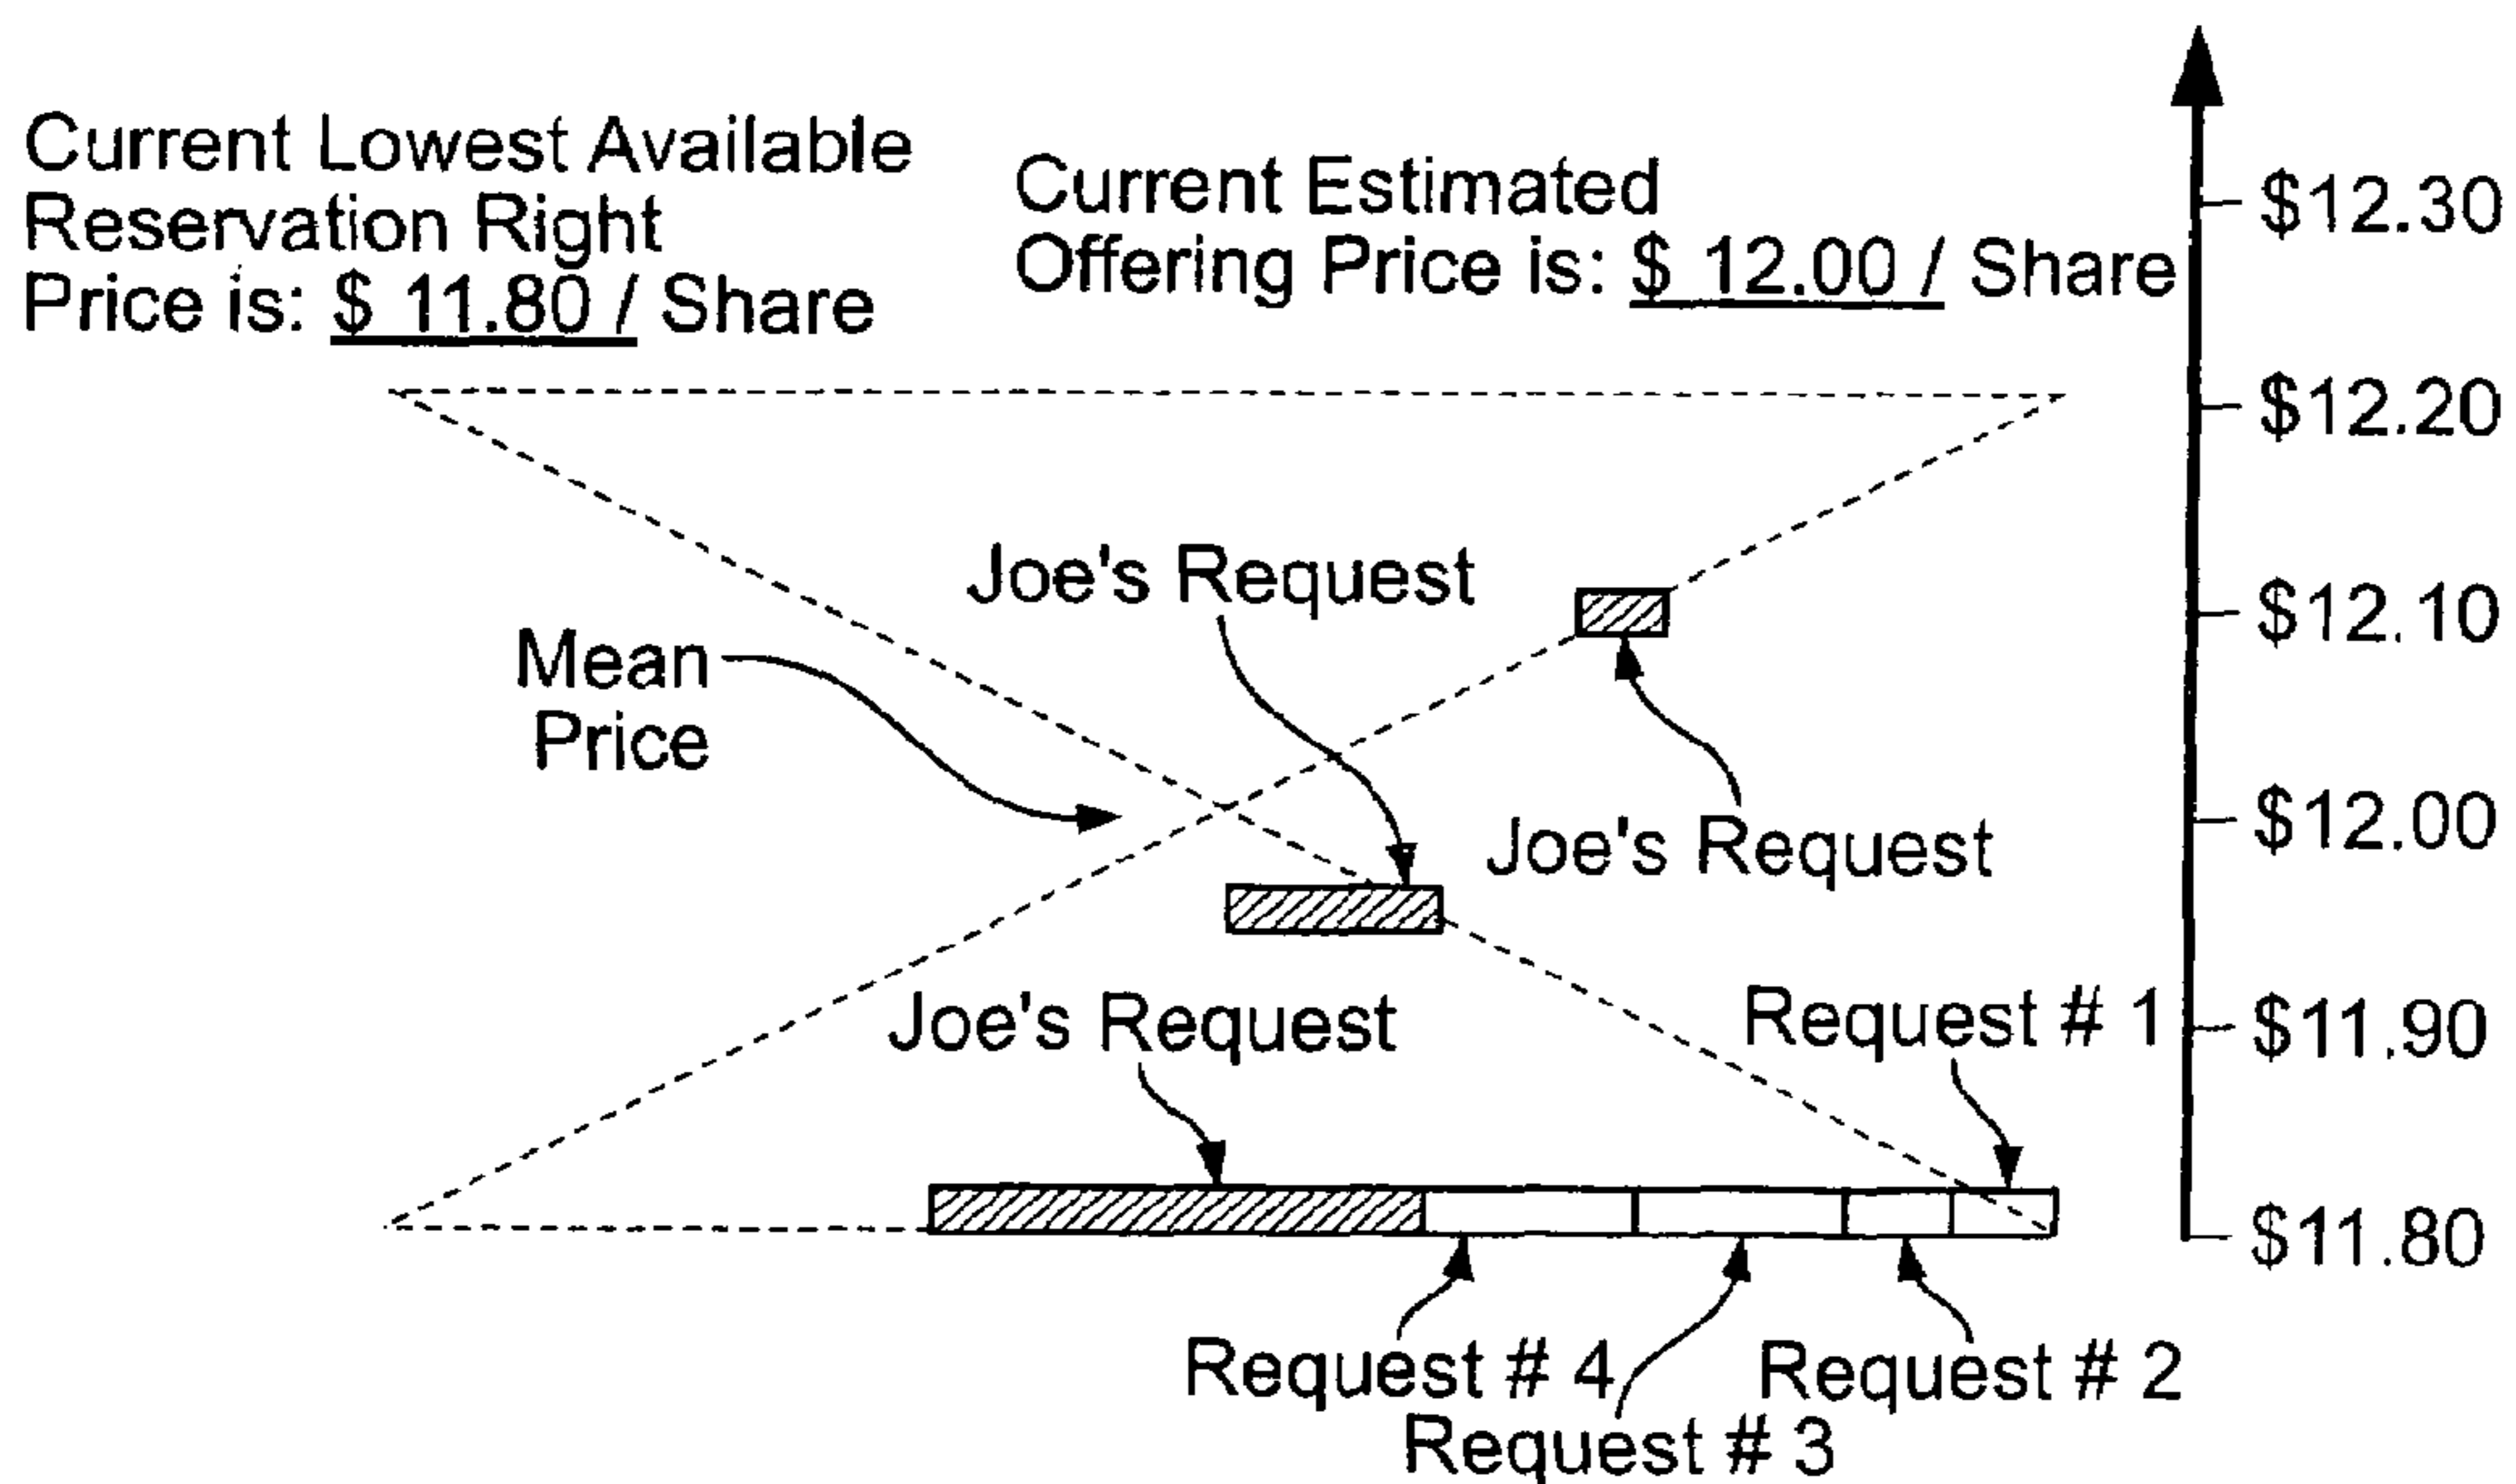 Current Lowest Available
Reservation Right
Price is: $ 11.80 / Share
Current Estimated
Offering Price is: $ 12.00 / Share
$12.30
$12.20
Joe's Request
$12.10
Mean
Price
Joe's Request
$12.00
Joe's Request
Request # 1
$11.90
$11.80
Request # 4
Request # 2
Request # 3